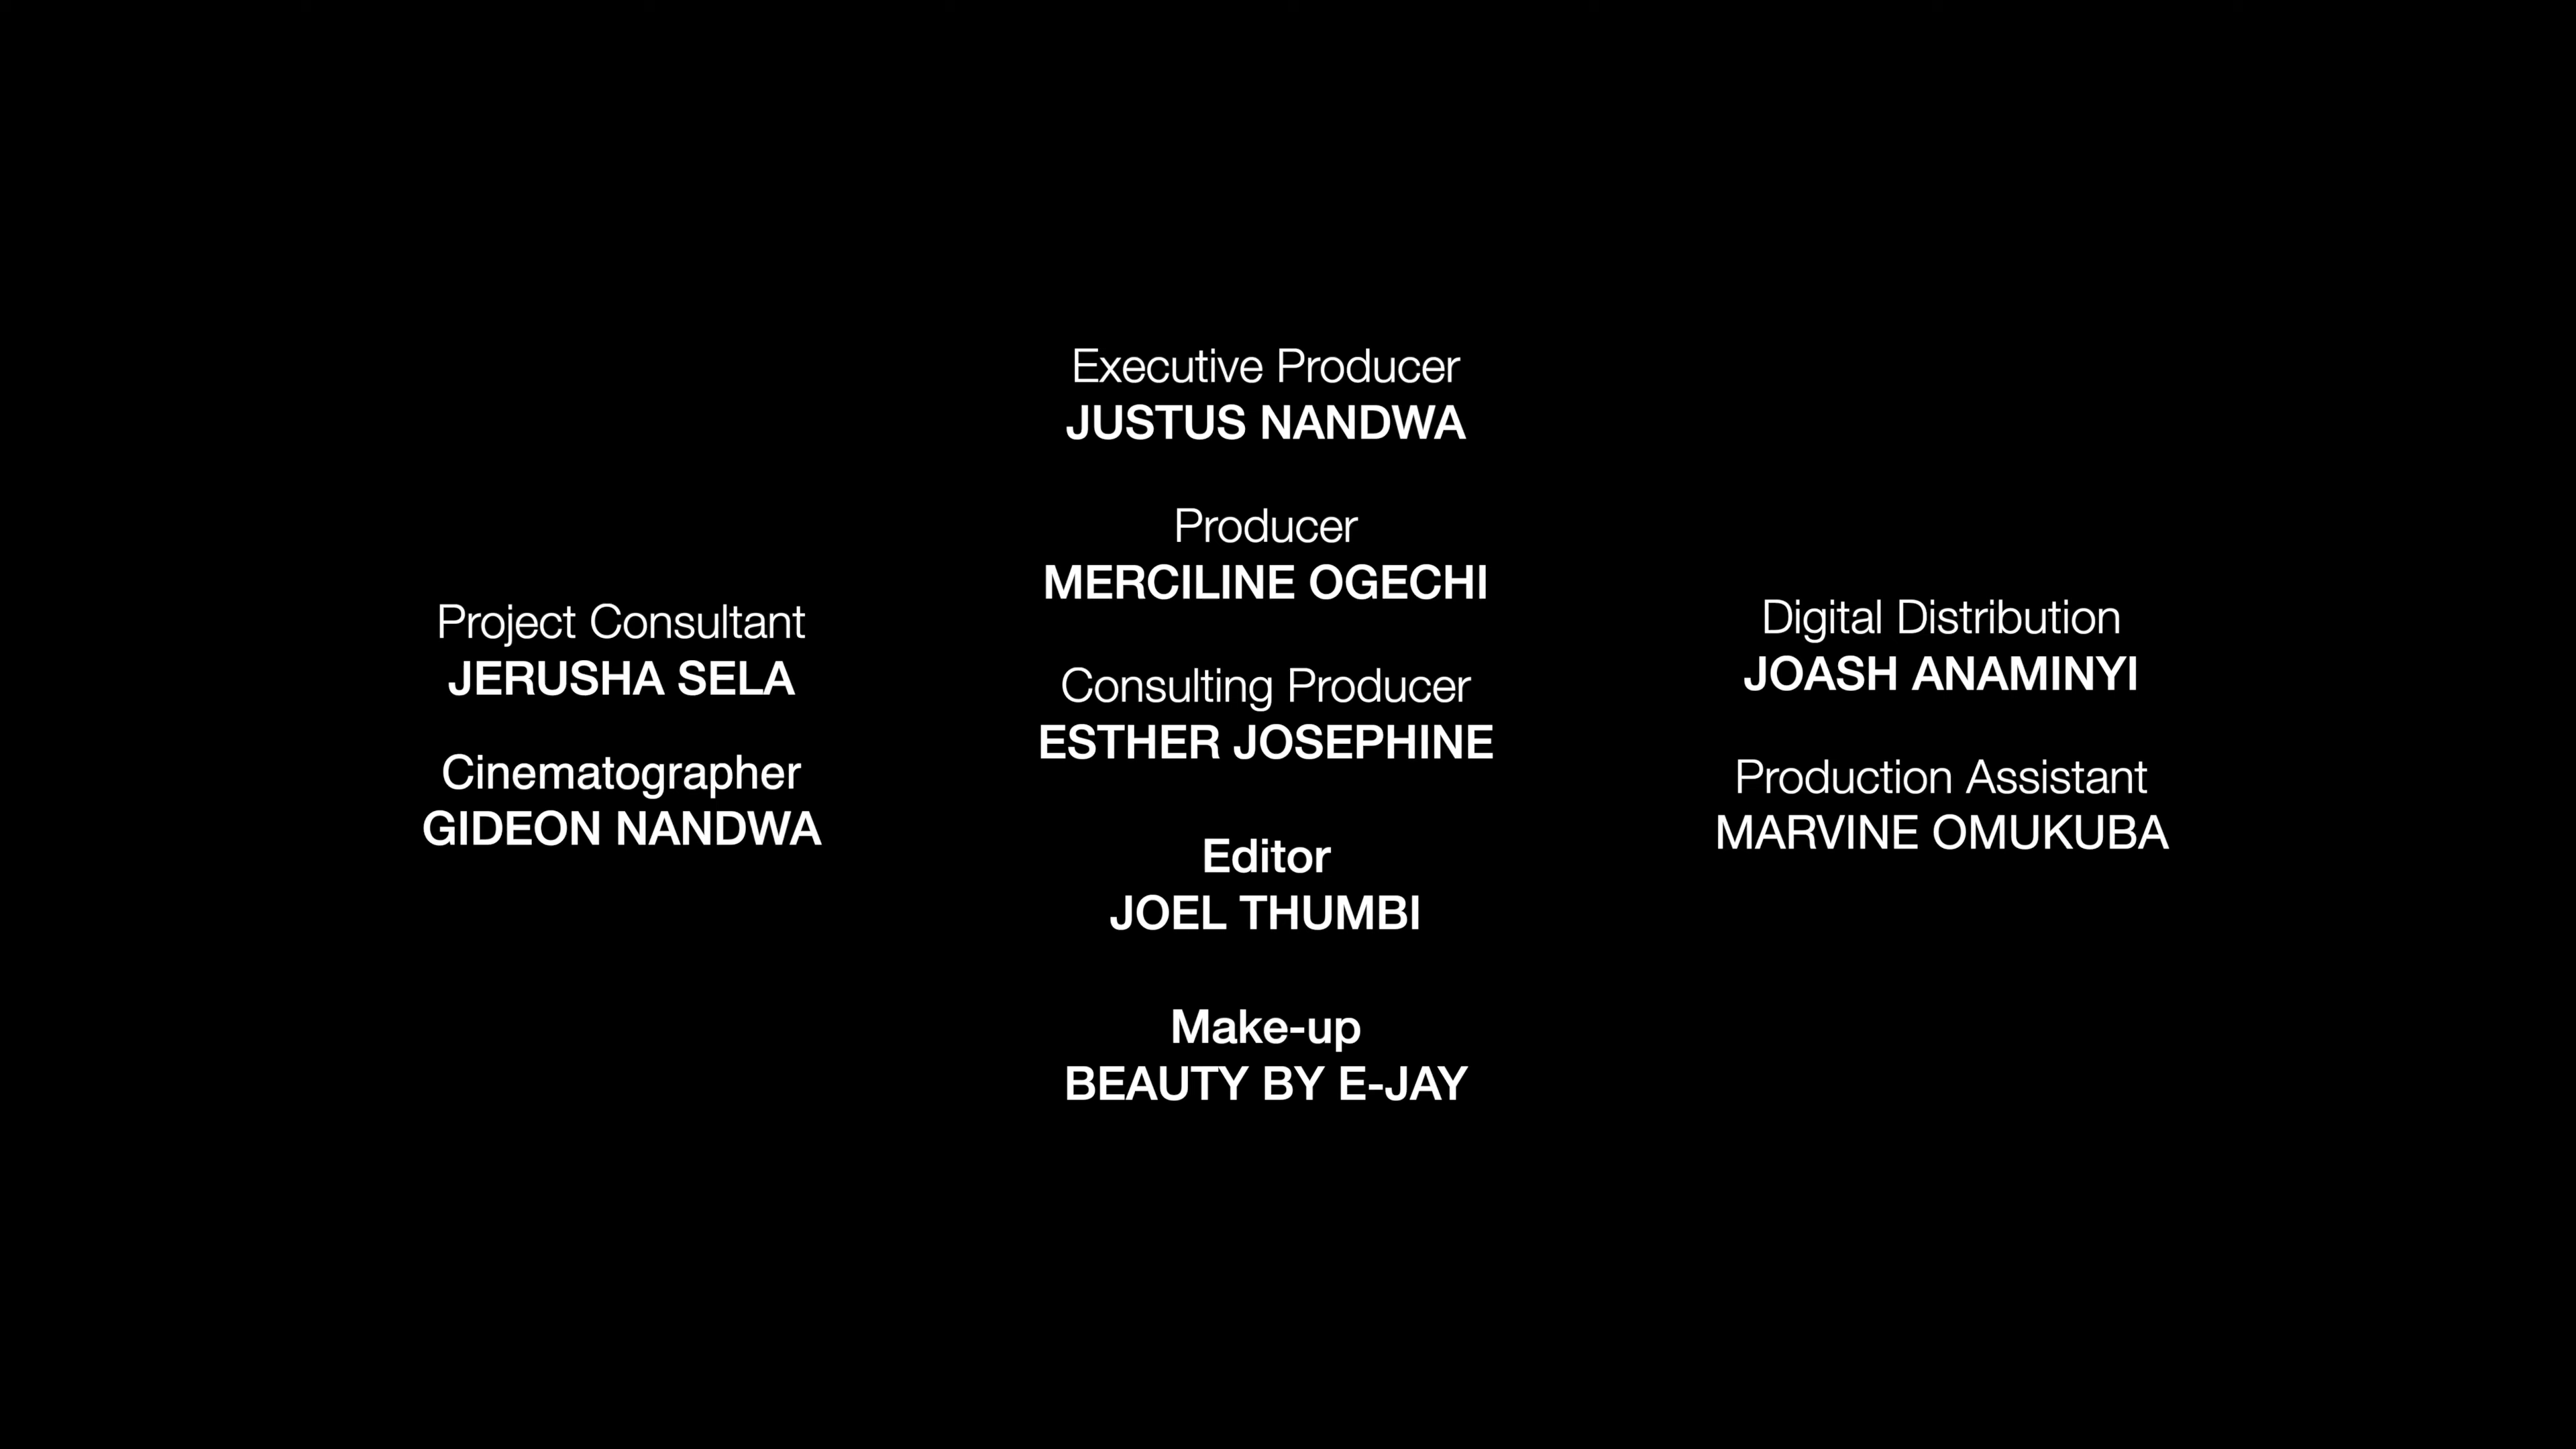 Project Consultant
JERUSHA SELA
Cinematographer
GIDEON NANDWA
Executive Producer
JUSTUS NANDWA
Producer
MERCILINE OGECHI
Consulting Producer
ESTHER JOSEPHINE
Editor
JOEL THUMBI
Make-up
BEAUTY BY E-JAY
Digital Distribution
JOASH ANAMINYI
Production Assistant
MARVINE OMUKUBA